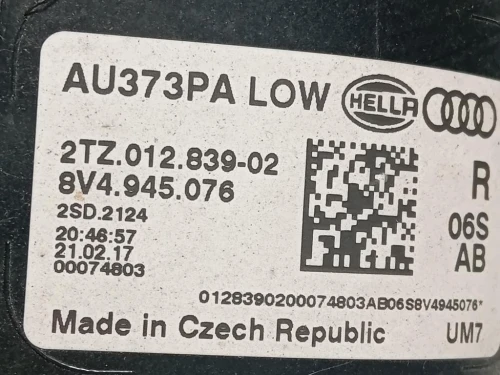 AU373PA LOW HELLA
2TZ.012.839-02
8V4.945.076
R
2SD.2124
06S
20:46:57
21.02.17
AB
00074803
0128390200074803AB06S8V4945076*
Made in Czech Republic UM7